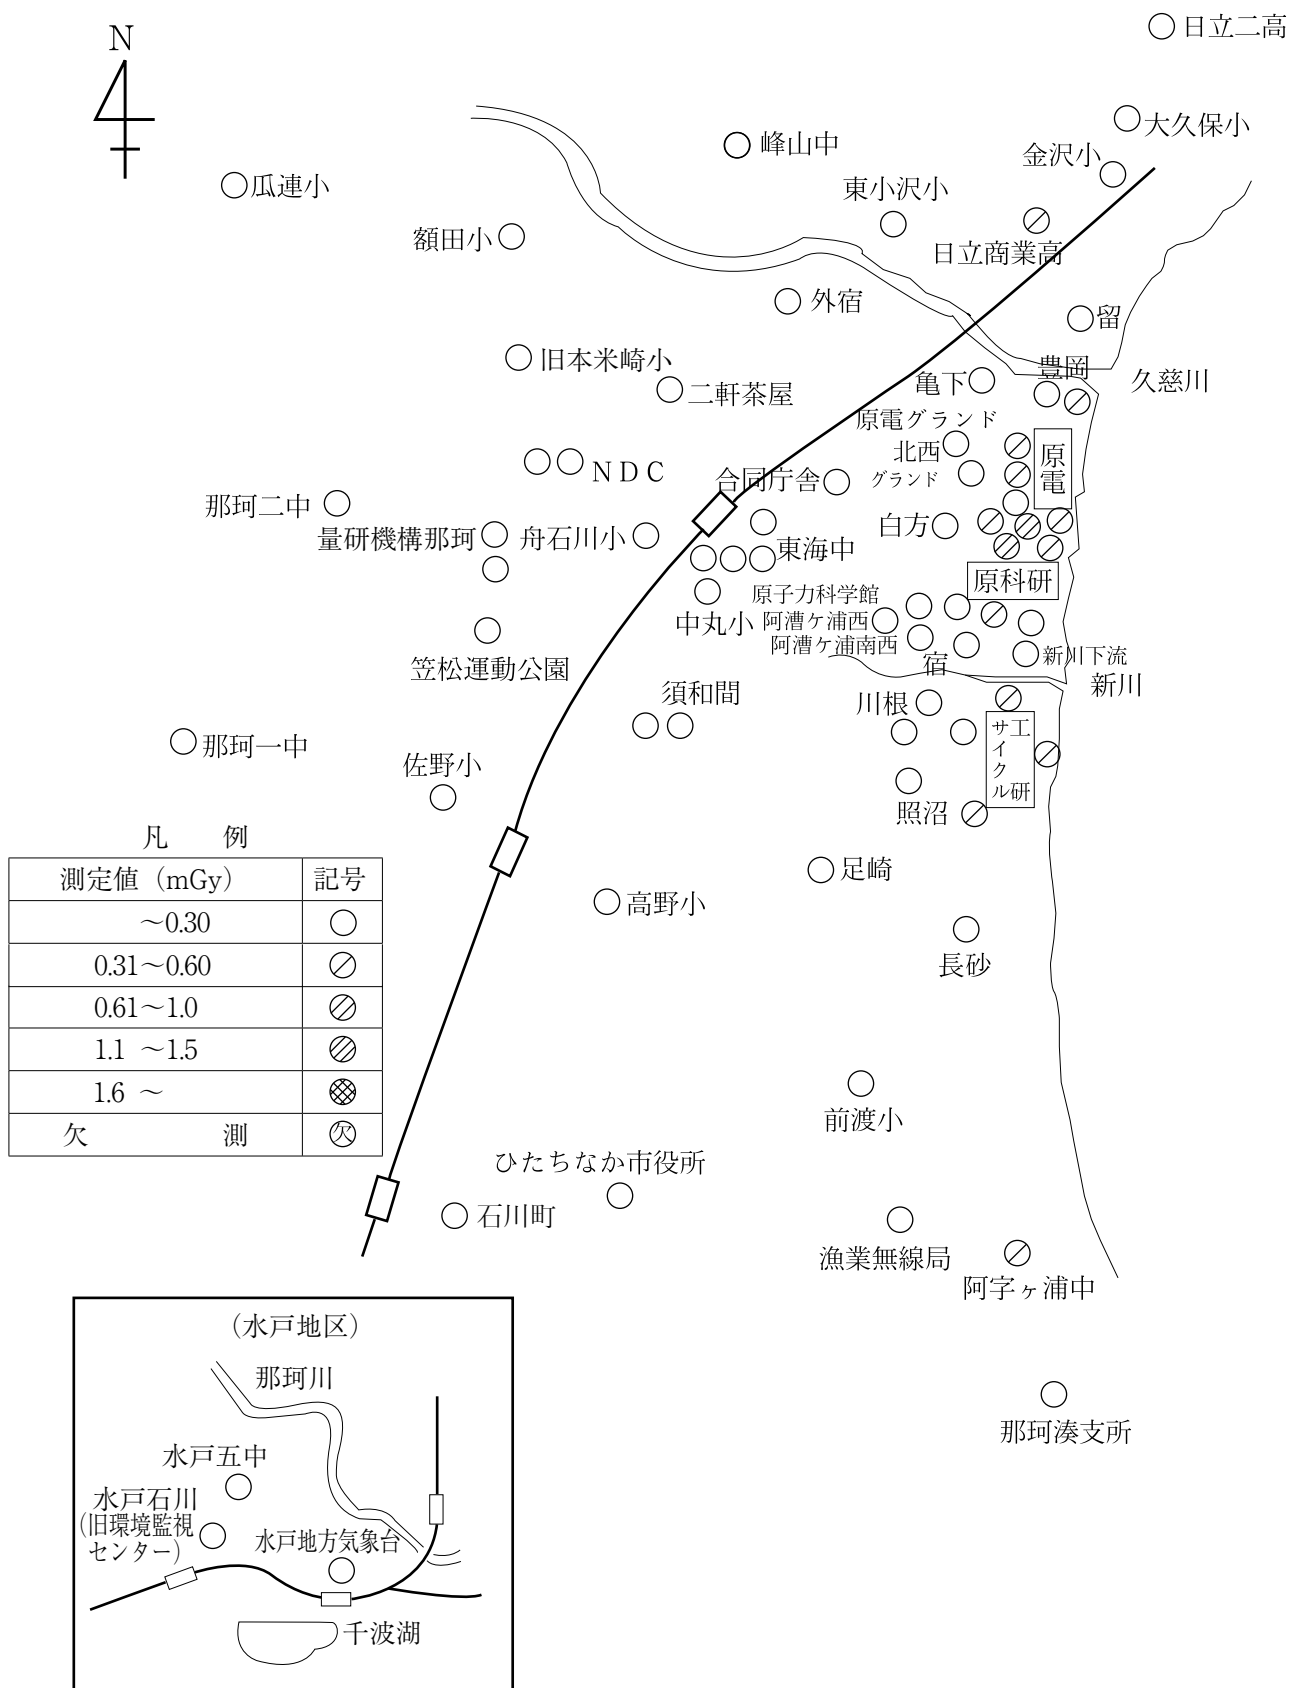 N
日立二高
大久保小
金沢小
峰山中
東小沢小
瓜連小
額田小
日立商業高
外宿
留
旧本米崎小
豊岡
久慈川
亀下
二軒茶屋
原電グランド
北西
原電
グランド
NDC
合同庁舎
那珂二中
白方
量研機構那珂
舟石川小
東海中
原科研
原子力科学館
中丸小
阿漕ケ浦西
阿漕ケ浦南西
宿
新川下流
笠松運動公園
新川
須和間
川根
サイクル工研
那珂一中
佐野小
照沼
凡 例
測定値(mGy) 記号
～0.30
0.31～0.60
0.61～1.0
1.1 ～1.5
1.6 ～
欠 測 欠
足崎
高野小
長砂
前渡小
ひたちなか市役所
石川町
漁業無線局
阿字ヶ浦中
那珂湊支所
(水戸地区)
那珂川
水戸五中
水戸石川
(旧環境監視
センター)
水戸地方気象台
千波湖